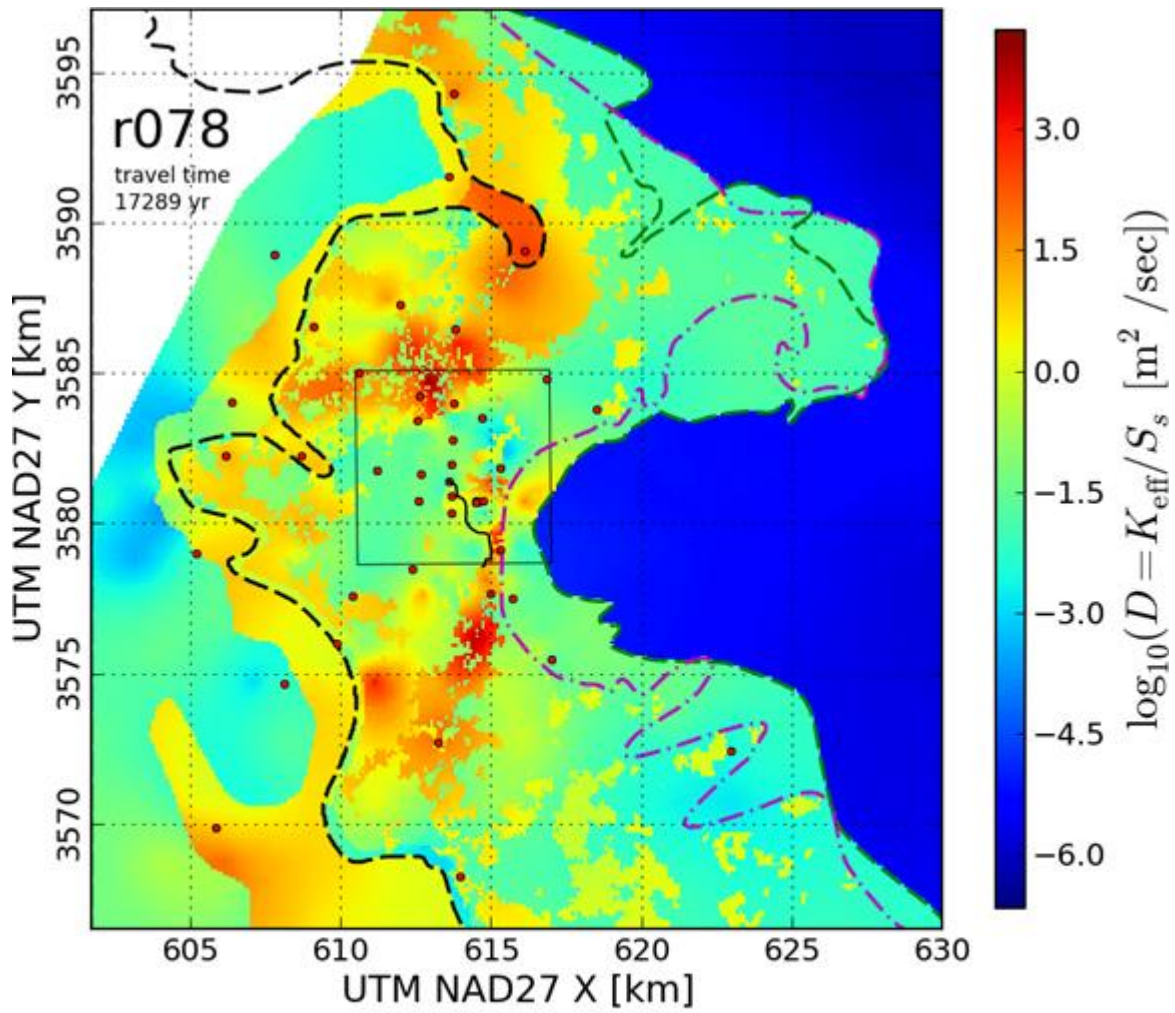 r078
travel time
17289 yr
3595
3590
3585
3580
3575
3570
UTM NAD27 Y [km]
605 610 615 620 625 630
UTM NAD27 X [km]
3.0
1.5
0.0
−1.5
−3.0
−4.5
−6.0
log₁₀(D = K_eff/S_s [m² /sec])